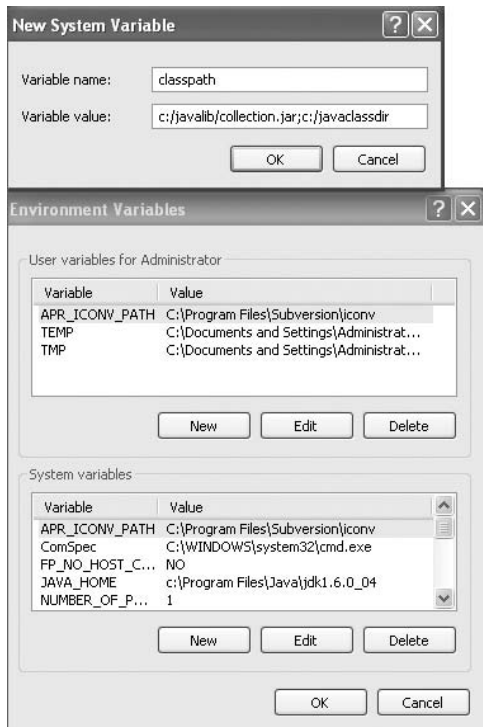 New System Variable
Variable name: classpath
Variable value: c:/javalib/collection.jar;c:/javaclassdir
OK Cancel
Environment Variables
User variables for Administrator
Variable Value
APR_ICONV_PATH C:\Program Files\Subversion\iconv
TEMP C:\Documents and Settings\Administrat...
TMP C:\Documents and Settings\Administrat...
New Edit Delete
System variables
Variable Value
APR_ICONV_PATH C:\Program Files\Subversion\iconv
ComSpec C:\WINDOWS\system32\cmd.exe
FP_NO_HOST_C... NO
JAVA_HOME c:\Program Files\Java\jdk1.6.0_04
NUMBER_OF_P... 1
New Edit Delete
OK Cancel